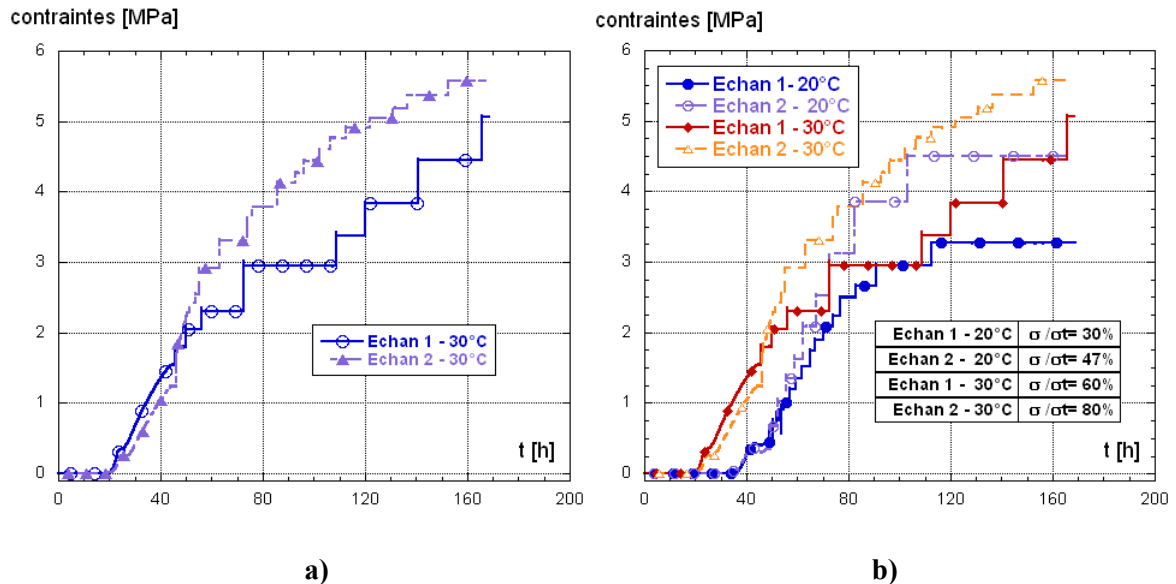 contraintes [MPa]
6
5
4
3
2
1
0
0 40 80 120 160 200
Echan 1 - 30°C
Echan 2 - 30°C
t [h]
a)
contraintes [MPa]
6
5
4
3
2
1
0
0 40 80 120 160 200
Echan 1- 20°C
Echan 2 - 20°C
Echan 1 - 30°C
Echan 2 - 30°C
Echan 1 - 20°C σ /σt= 30%
Echan 2 - 20°C σ /σt= 47%
Echan 1 - 30°C σ /σt= 60%
Echan 2 - 30°C σ /σt= 80%
t [h]
b)